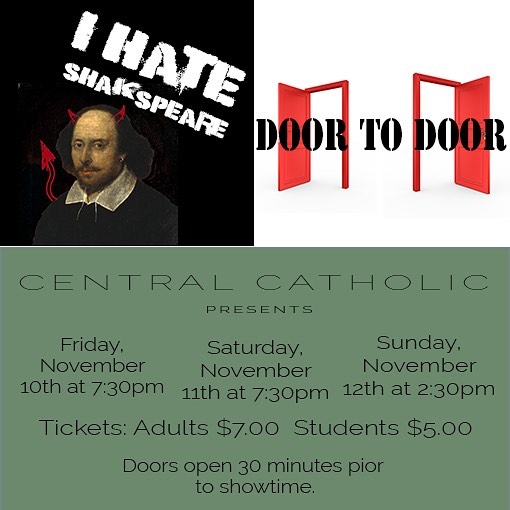 I HATE
SHAKSPEARE
DOOR TO DOOR
CENTRAL CATHOLIC
PRESENTS
Friday,
November
10th at 7:30pm
Saturday,
November
11th at 7:30pm
Sunday,
November
12th at 2:30pm
Tickets: Adults $7.00 Students $5.00
Doors open 30 minutes pior
to showtime.